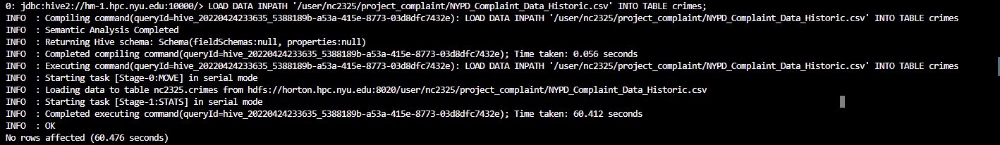 0: jdbc:hive2://hm-1.hpc.nyu.edu:10000/> LOAD DATA INPATH '/user/nc2325/project_complaint/NYPD_Complaint_Data_Historic.csv' INTO TABLE crimes;
INFO  : Compiling command(queryId=hive_20220424233635_5388189b-a53a-415e-8773-03d8dfc7432e): LOAD DATA INPATH '/user/nc2325/project_complaint/NYPD_Complaint_Data_Historic.csv' INTO TABLE crimes
INFO  : Semantic Analysis Completed
INFO  : Returning Hive schema: Schema(fieldSchemas:null, properties:null)
INFO  : Completed compiling command(queryId=hive_20220424233635_5388189b-a53a-415e-8773-03d8dfc7432e); Time taken: 0.056 seconds
INFO  : Executing command(queryId=hive_20220424233635_5388189b-a53a-415e-8773-03d8dfc7432e): LOAD DATA INPATH '/user/nc2325/project_complaint/NYPD_Complaint_Data_Historic.csv' INTO TABLE crimes
INFO  : Starting task [Stage-0:MOVE] in serial mode
INFO  : Loading data to table nc2325.crimes from hdfs://horton.hpc.nyu.edu:8020/user/nc2325/project_complaint/NYPD_Complaint_Data_Historic.csv
INFO  : Starting task [Stage-1:STATS] in serial mode
INFO  : Completed executing command(queryId=hive_20220424233635_5388189b-a53a-415e-8773-03d8dfc7432e); Time taken: 60.412 seconds
INFO  : OK
No rows affected (60.476 seconds)